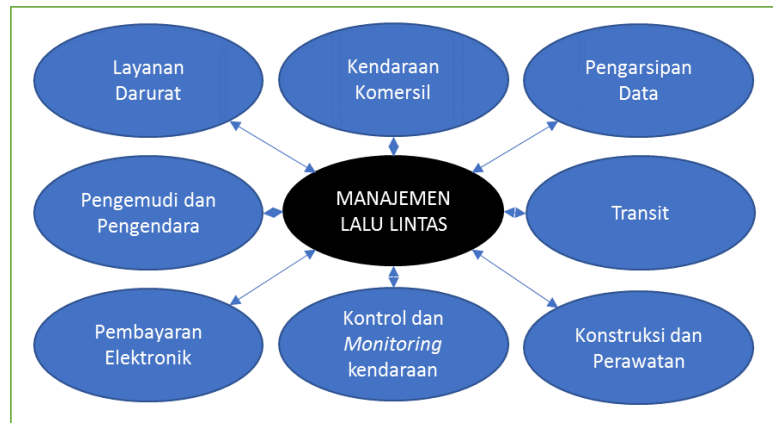 Layanan
Darurat
Kendaraan
Komersil
Pengarsipan
Data
Pengemudi dan
Pengendara
MANAJEMEN
LALU LINTAS
Transit
Pembayaran
Elektronik
Kontrol dan
Monitoring
kendaraan
Konstruksi dan
Perawatan